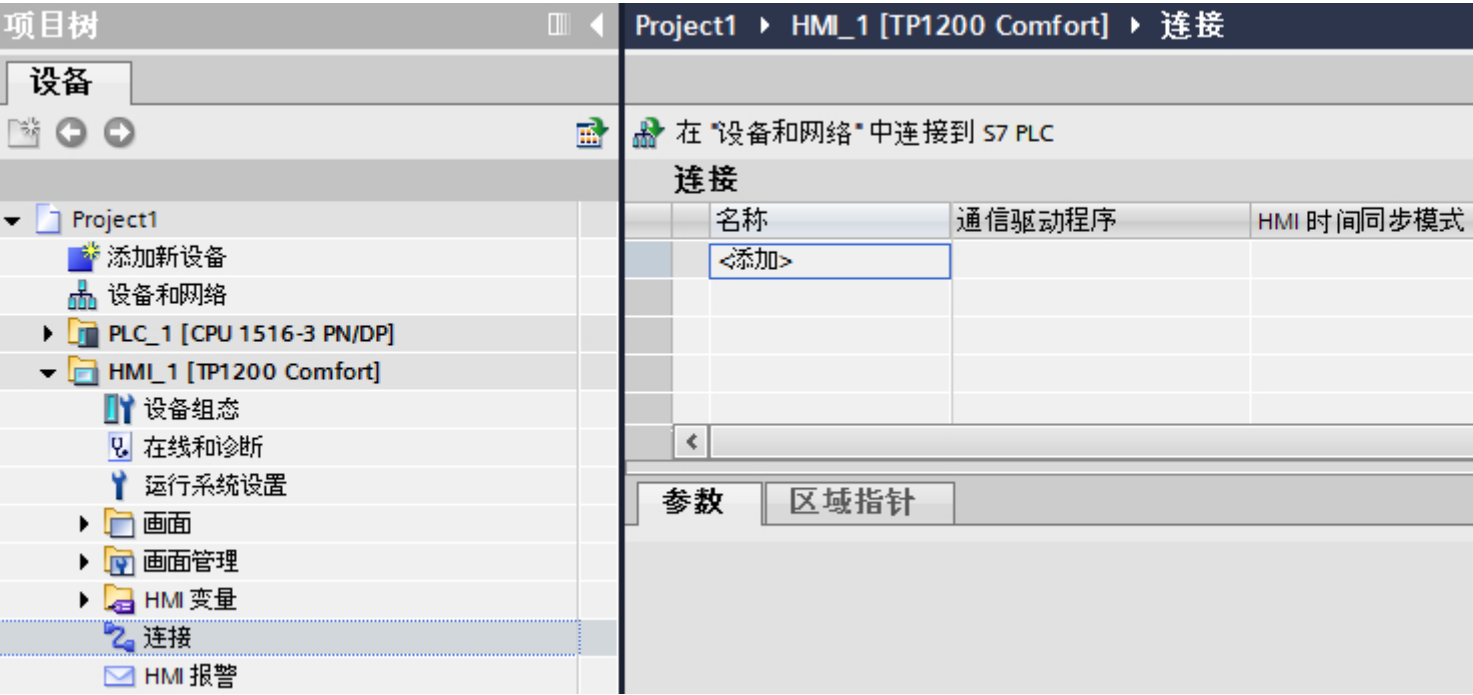 项目树
设备
Project1
添加新设备
设备和网络
PLC_1 [CPU 1516-3 PN/DP]
HMI_1 [TP1200 Comfort]
设备组态
在线和诊断
运行系统设置
画面
画面管理
HMI 变量
连接
HMI 报警
Project1 HMI_1 [TP1200 Comfort] 连接
在 "设备和网络" 中连接到 S7 PLC
连接
名称 通信驱动程序 HMI 时间同步模式
<添加>
参数 区域指针